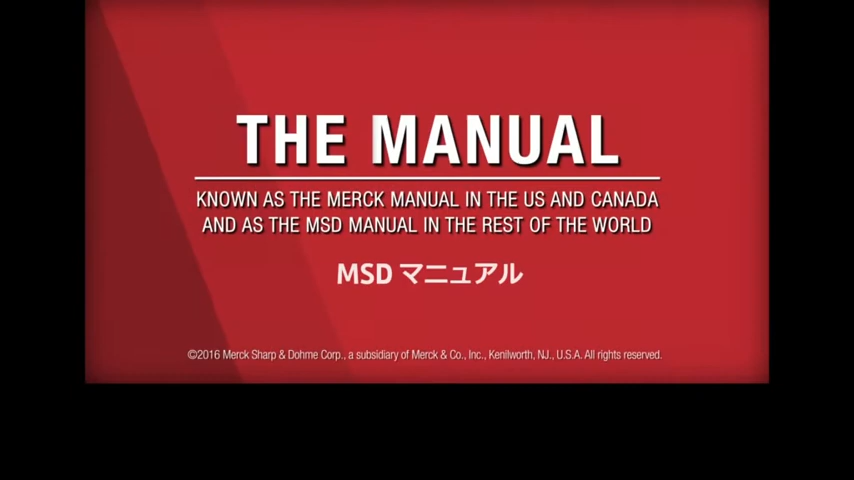 THE MANUAL
KNOWN AS THE MERCK MANUAL IN THE US AND CANADA
AND AS THE MSD MANUAL IN THE REST OF THE WORLD
MSD マニュアル
©2016 Merck Sharp & Dohme Corp., a subsidiary of Merck & Co., Inc., Kenilworth, NJ., U.S.A. All rights reserved.